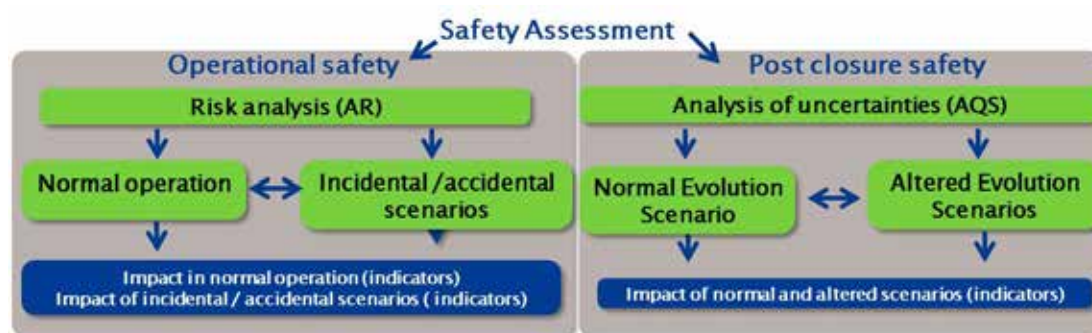 Safety Assessment
Operational safety
Risk analysis (AR)
Normal operation
Incidental /accidental
scenarios
Impact in normal operation (indicators)
Impact of incidental / accidental scenarios ( indicators)
Post closure safety
Analysis of uncertainties (AQS)
Normal Evolution
Scenario
Altered Evolution
Scenarios
Impact of normal and altered scenarios (indicators)